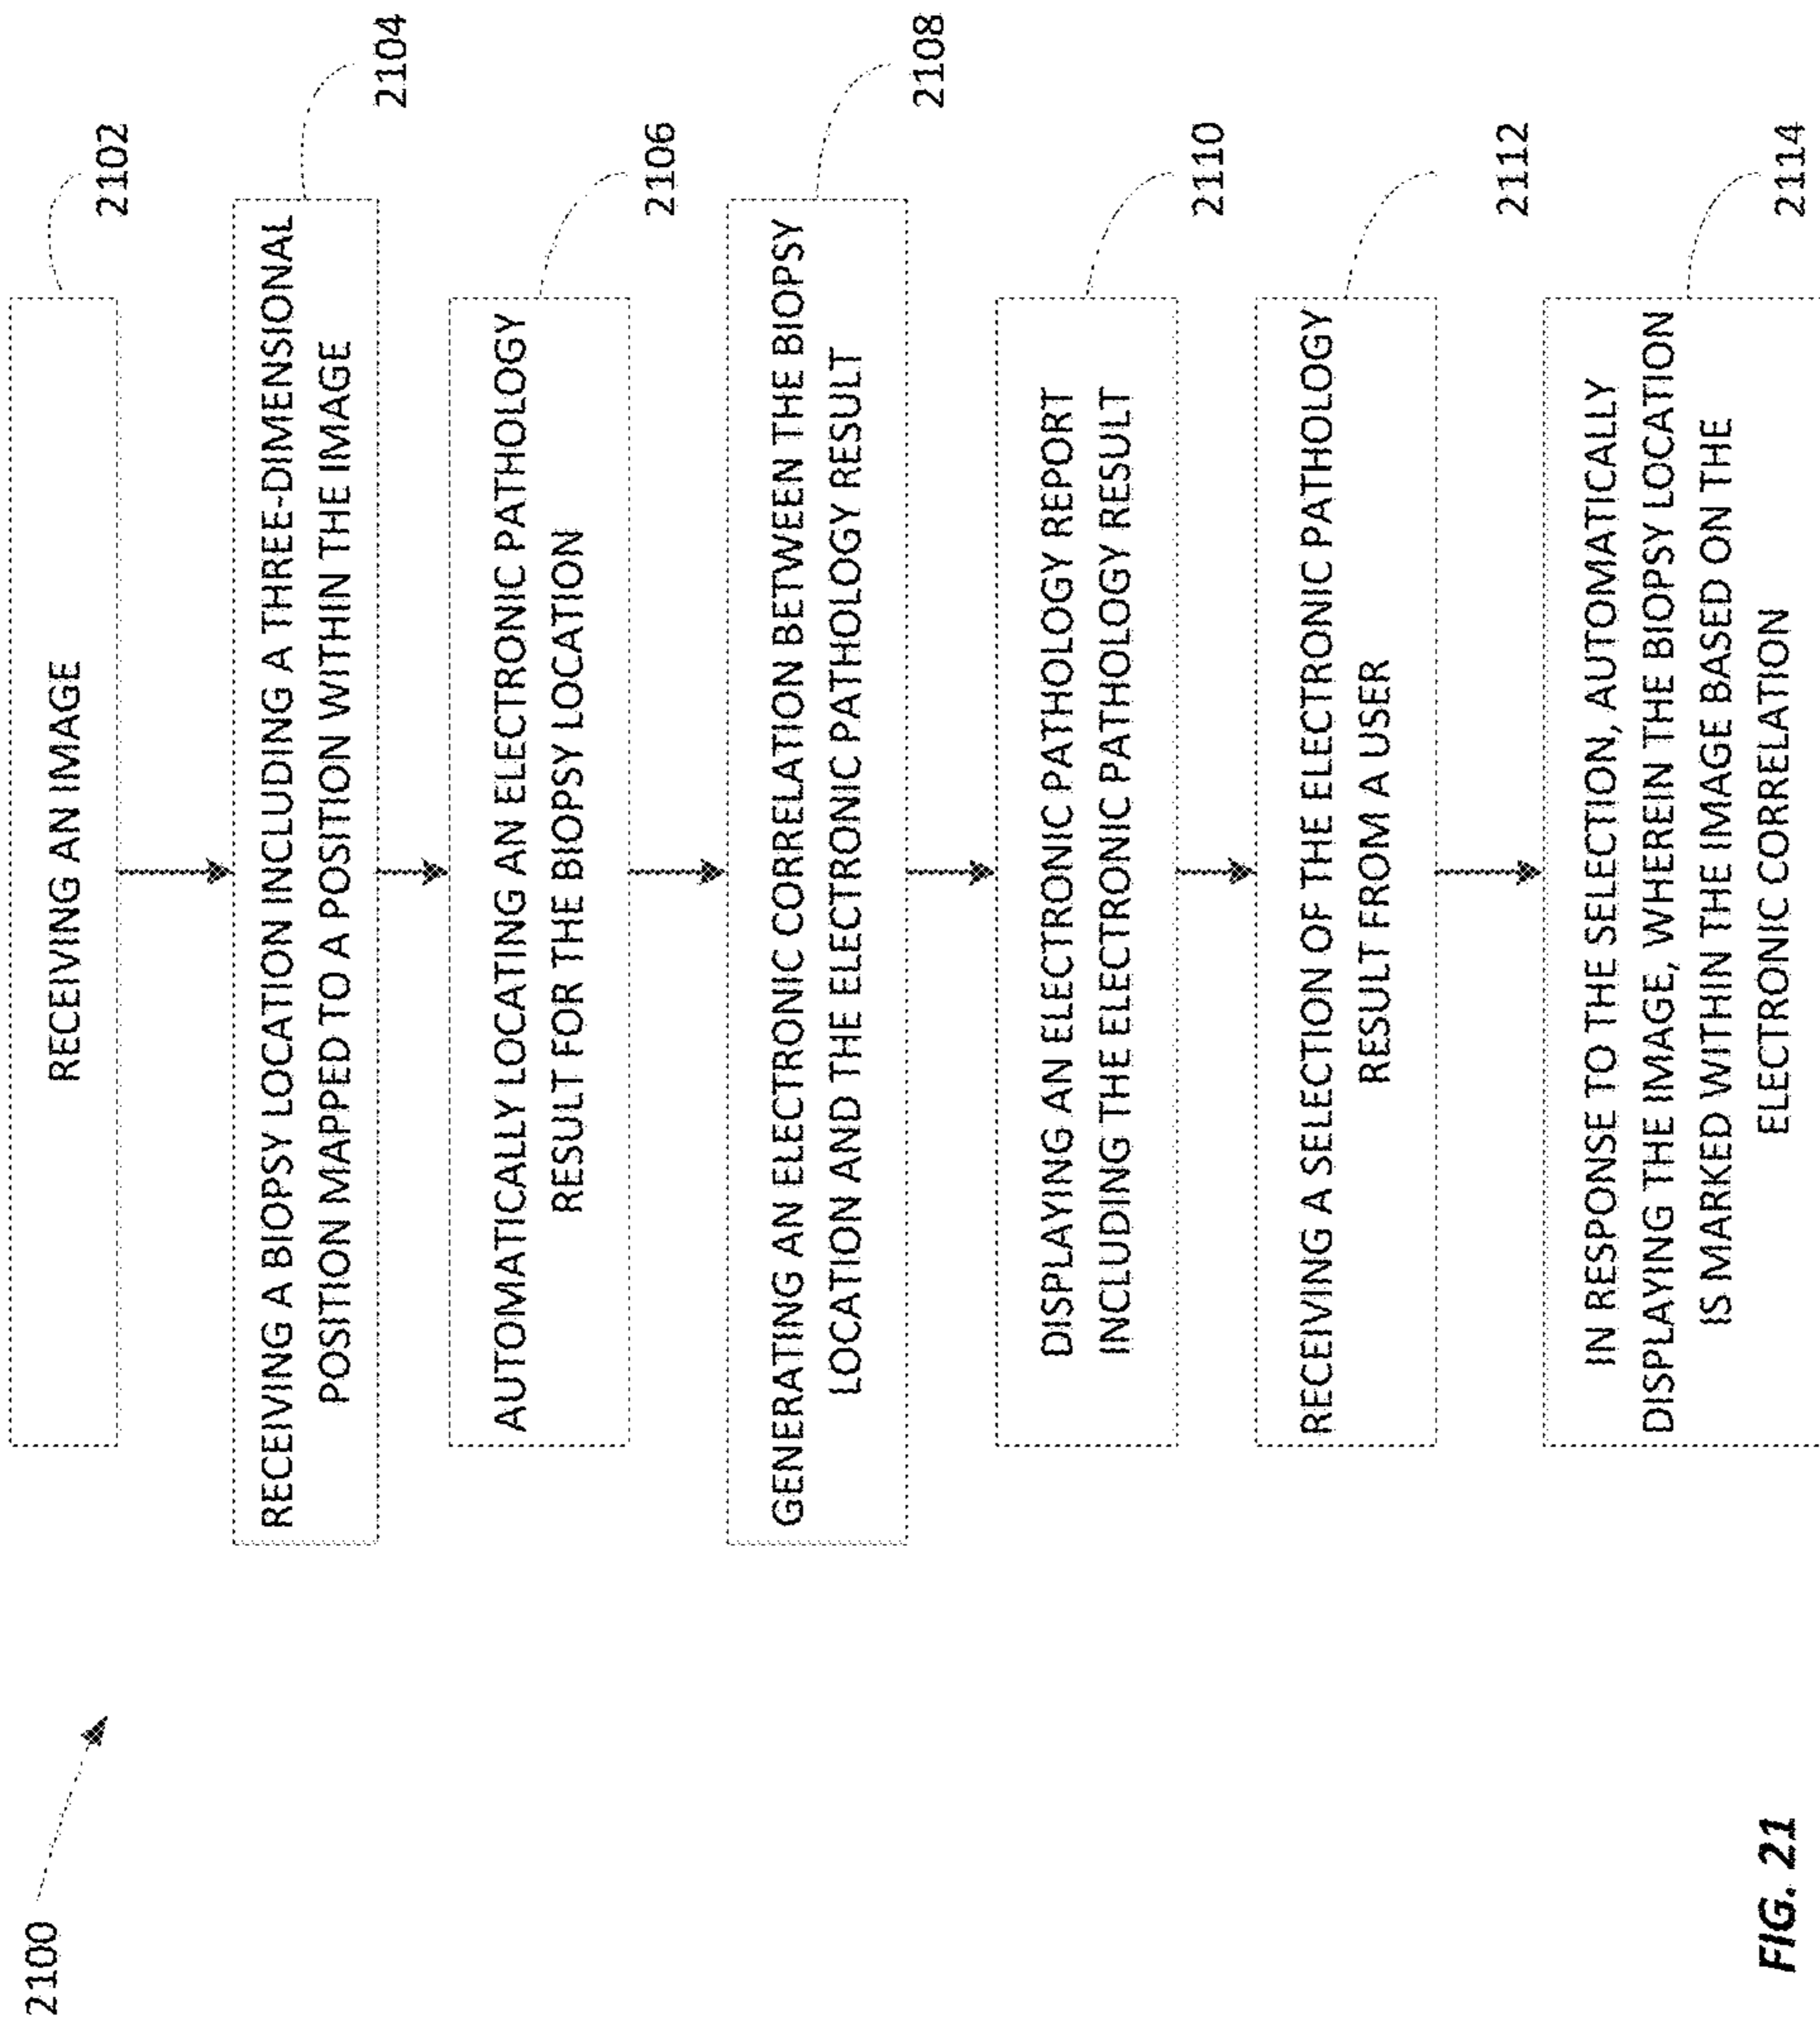 2100
RECEIVING AN IMAGE
2102
RECEIVING A BIOPSY LOCATION INCLUDING A THREE-DIMENSIONAL
POSITION MAPPED TO A POSITION WITHIN THE IMAGE
2104
AUTOMATICALLY LOCATING AN ELECTRONIC PATHOLOGY
RESULT FOR THE BIOPSY LOCATION
2106
GENERATING AN ELECTRONIC CORRELATION BETWEEN THE BIOPSY
LOCATION AND THE ELECTRONIC PATHOLOGY RESULT
2108
DISPLAYING AN ELECTRONIC PATHOLOGY REPORT
INCLUDING THE ELECTRONIC PATHOLOGY RESULT
2110
RECEIVING A SELECTION OF THE ELECTRONIC PATHOLOGY
RESULT FROM A USER
2112
IN RESPONSE TO THE SELECTION, AUTOMATICALLY
DISPLAYING THE IMAGE, WHEREIN THE BIOPSY LOCATION
IS MARKED WITHIN THE IMAGE BASED ON THE
ELECTRONIC CORRELATION
2114
FIG. 21